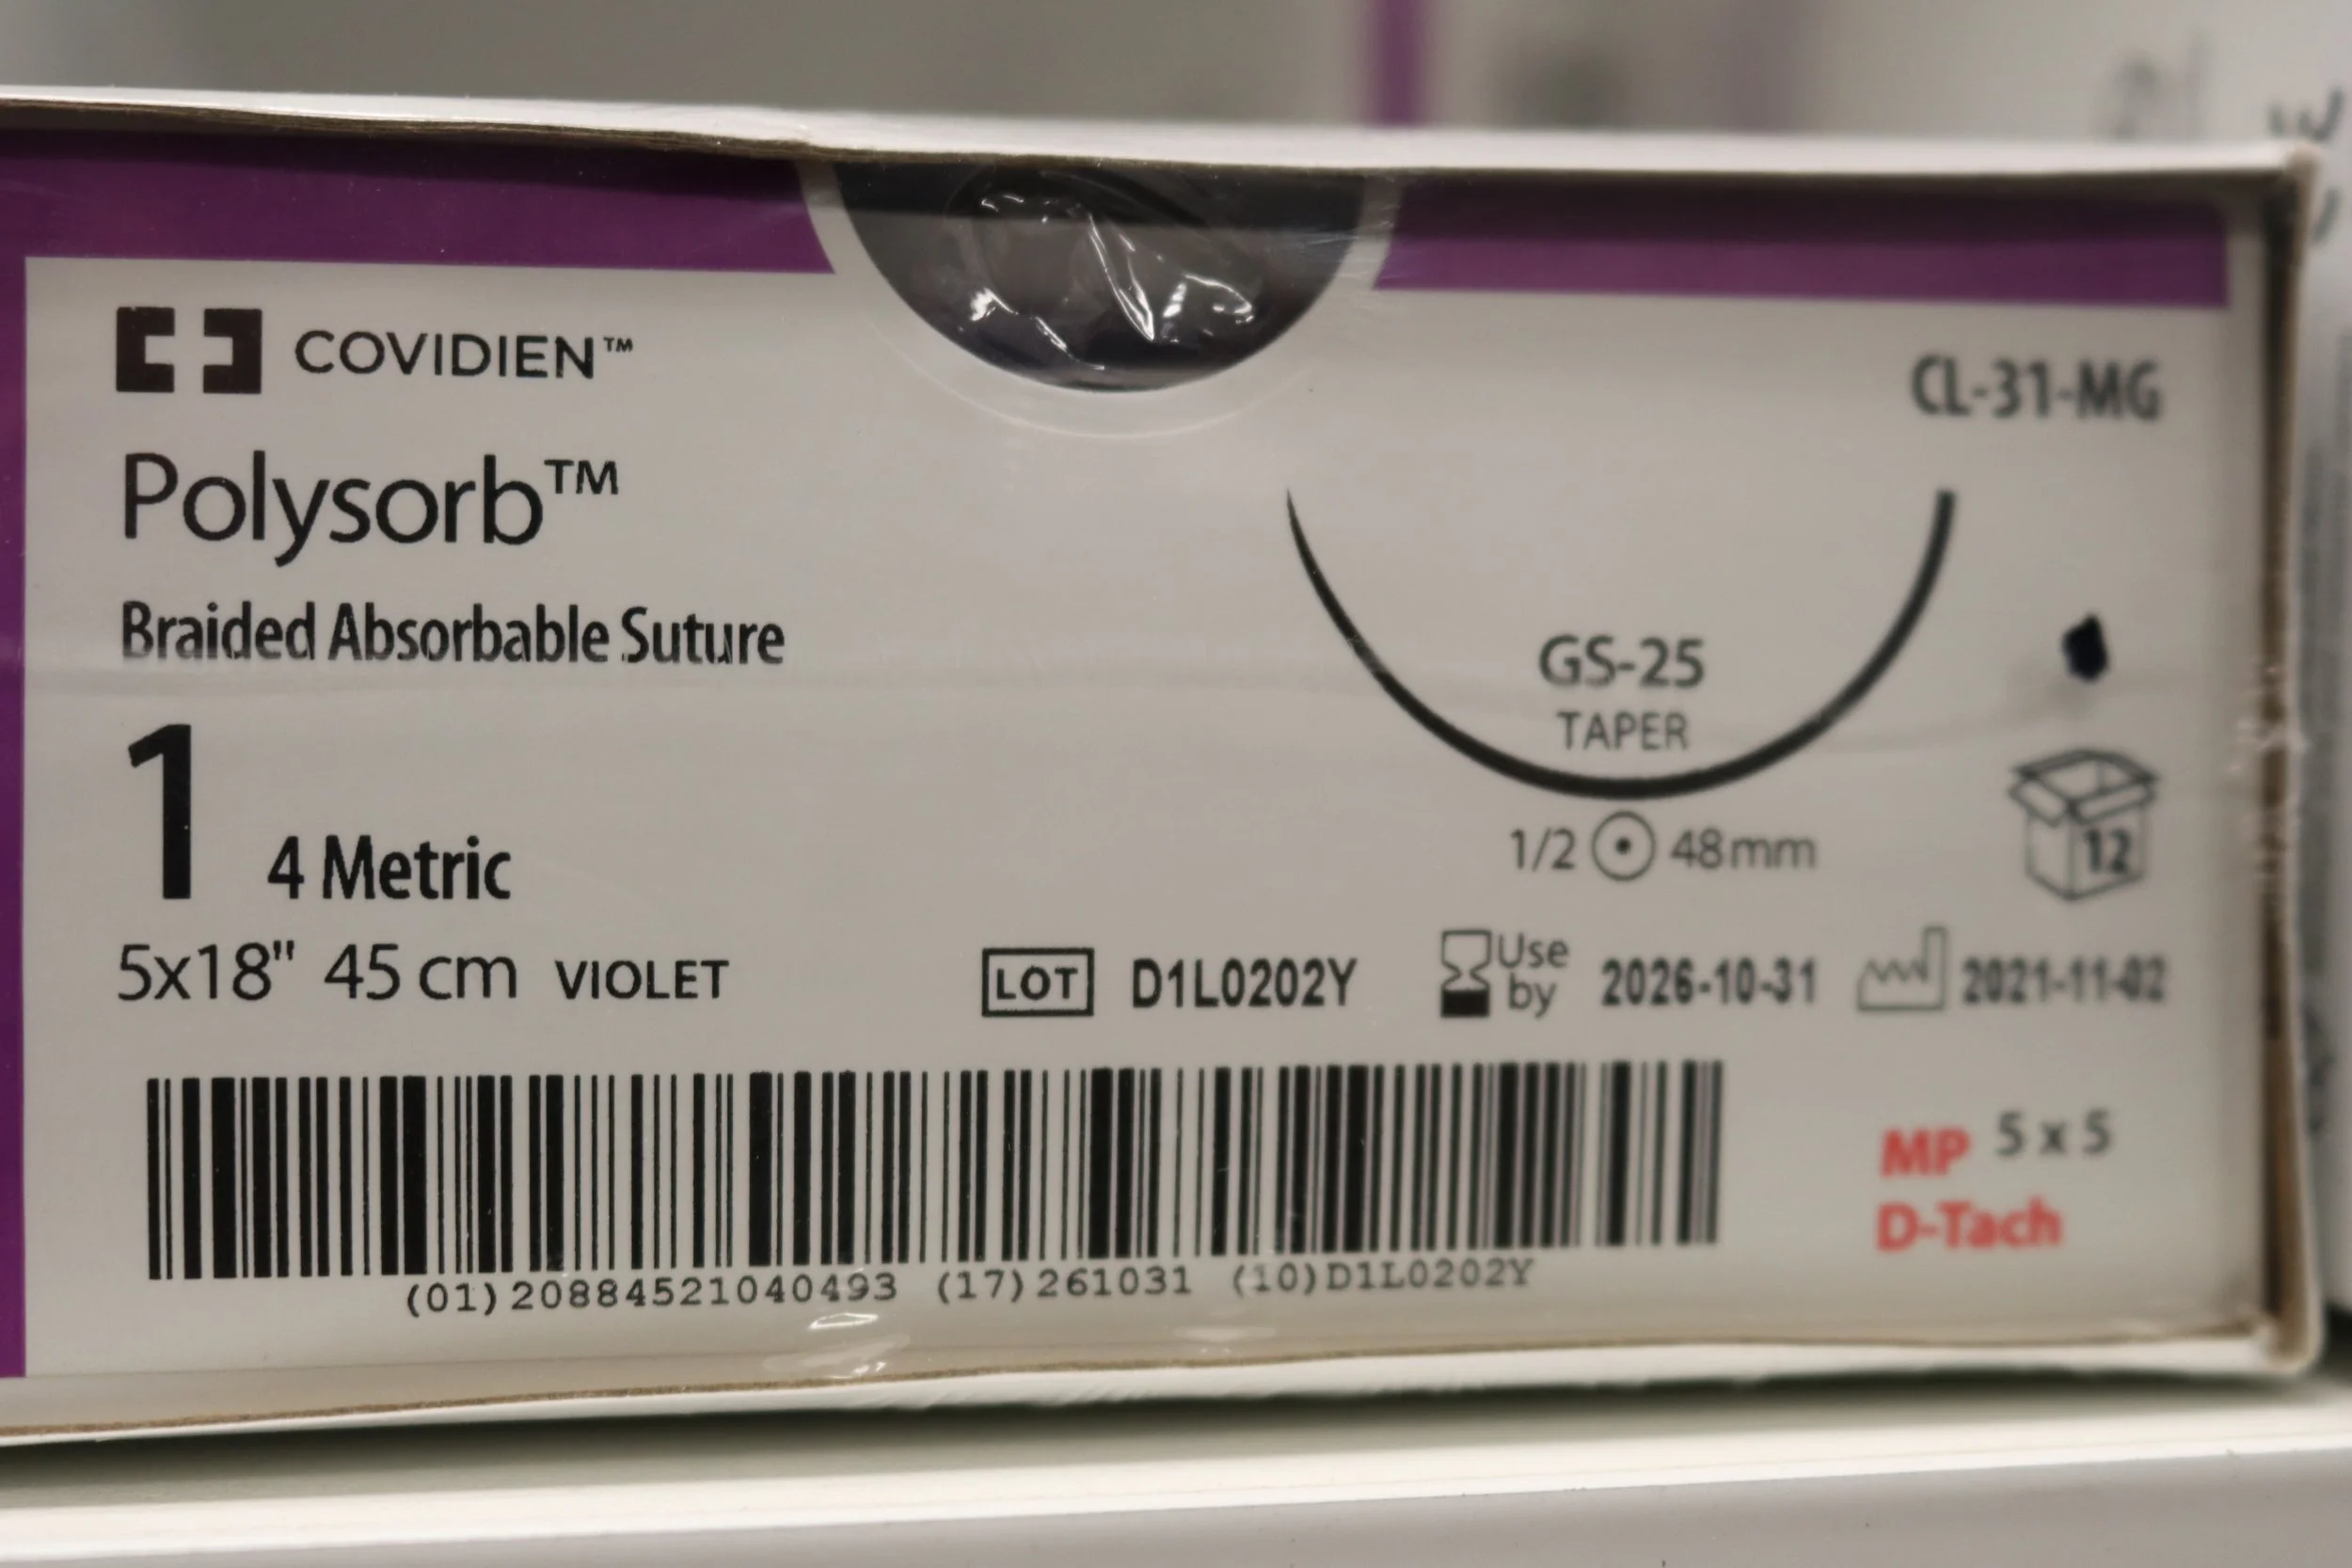 COVIDIEN™
CL-31-MG
Polysorb™
Braided Absorbable Suture
GS-25
TAPER
1 4 Metric
1/2 48mm
12
5x18" 45 cm VIOLET
LOT D1L0202Y
Use by 2026-10-31
2021-11-02
MP 5 x 5
D-Tach
(01)20884521040493 (17)261031 (10)D1L0202Y